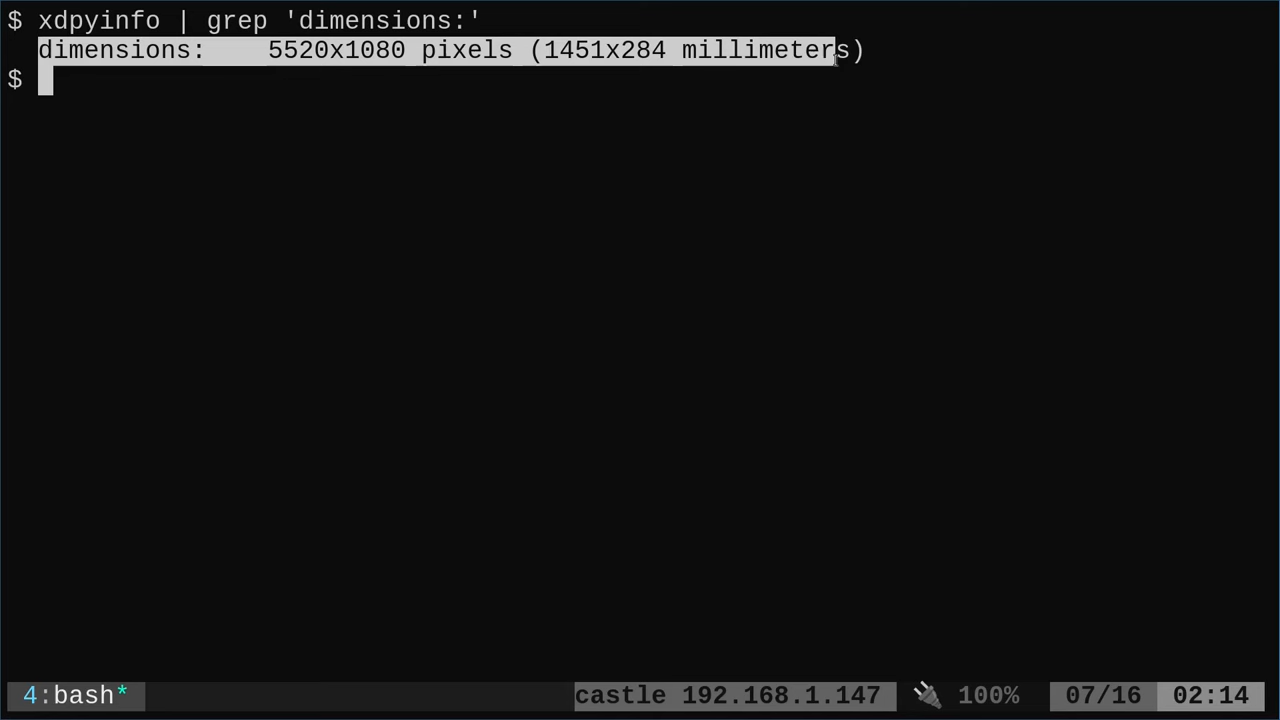 $ xdpyinfo | grep 'dimensions:'
  dimensions:    5520x1080 pixels (1451x284 millimeters)
$
4:bash* castle 192.168.1.147 🔌 100% 07/16 02:14